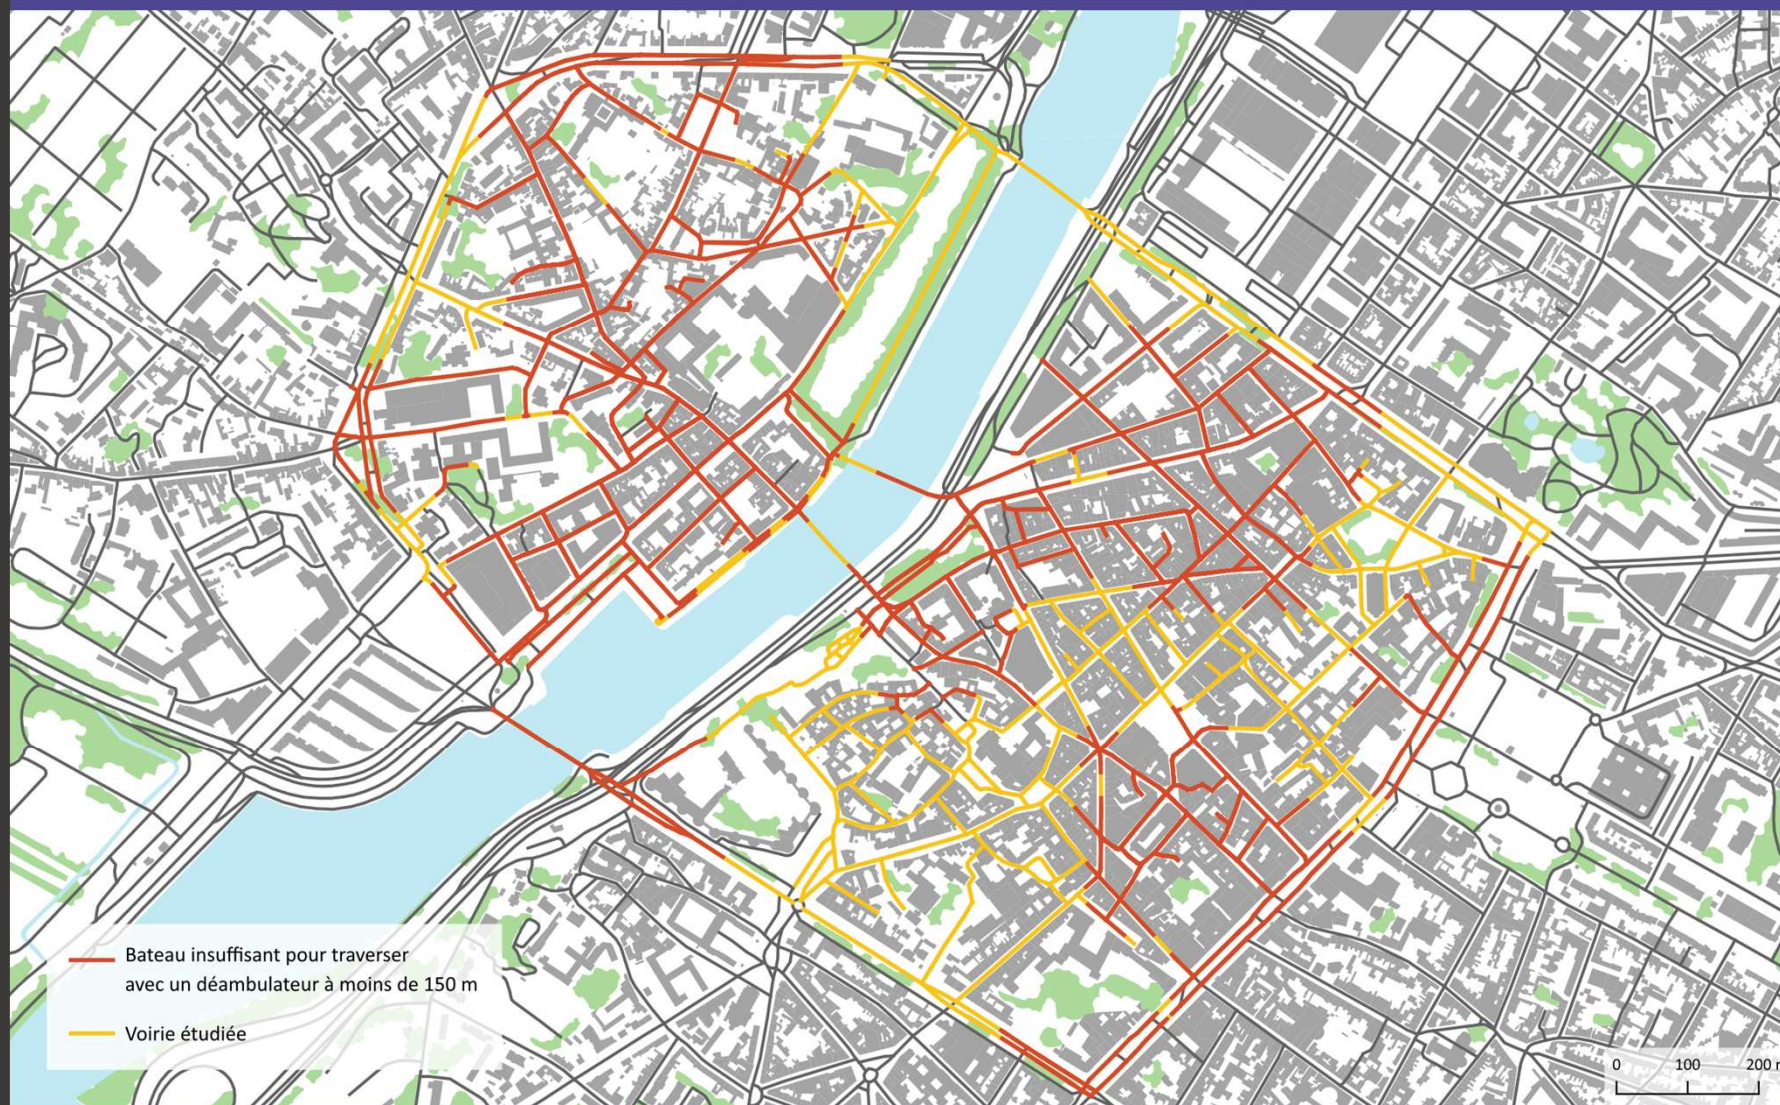 Bateau insuffisant pour traverser
avec un déambulateur à moins de 150 m
Voirie étudiée
0 100 200 m